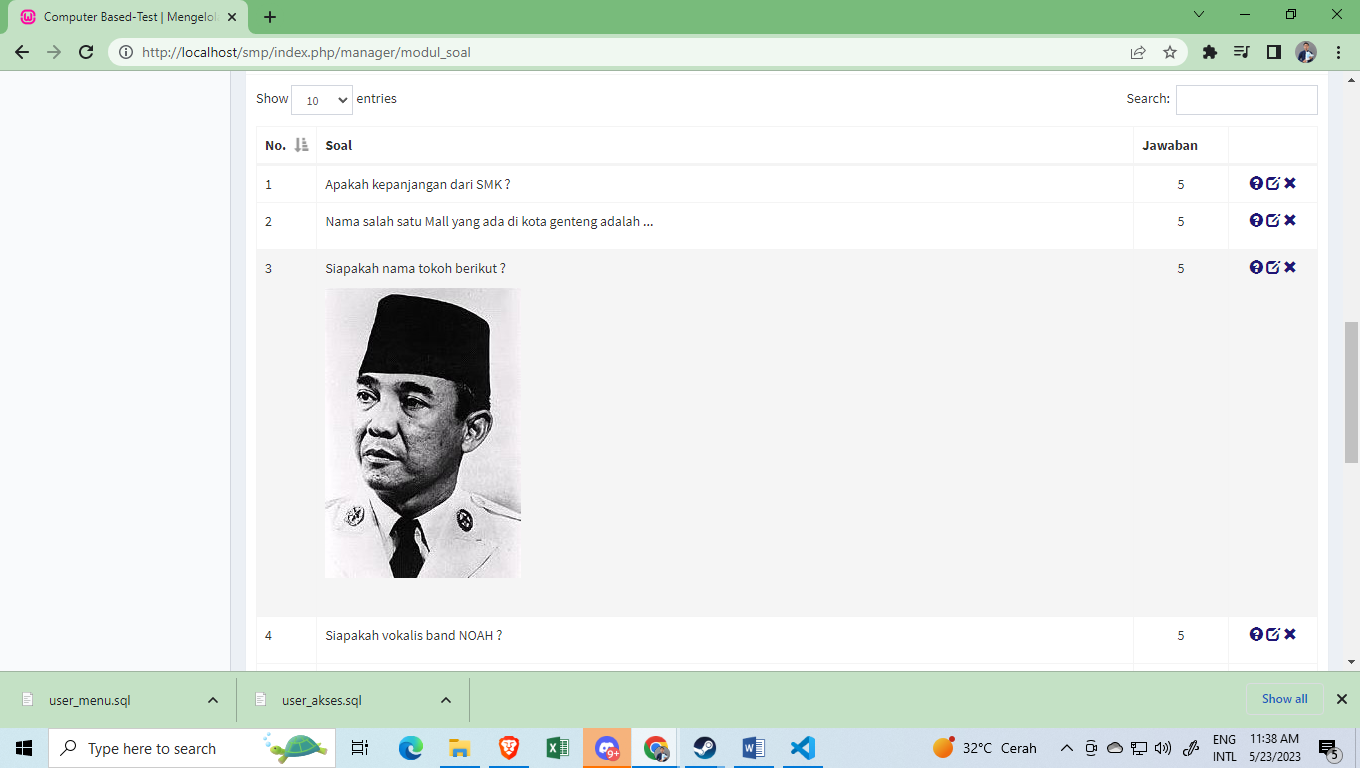 Computer Based-Test | Mengelol
http://localhost/smp/index.php/manager/modul_soal
Show 10 entries
Search:
No. Soal Jawaban
1 Apakah kepanjangan dari SMK ? 5
2 Nama salah satu Mall yang ada di kota genteng adalah ... 5
3 Siapakah nama tokoh berikut ? 5
4 Siapakah vokalis band NOAH ? 5
user_menu.sql
user_akses.sql
Show all
Type here to search
9+
32°C Cerah
ENG
INTL
11:38 AM
5/23/2023
5